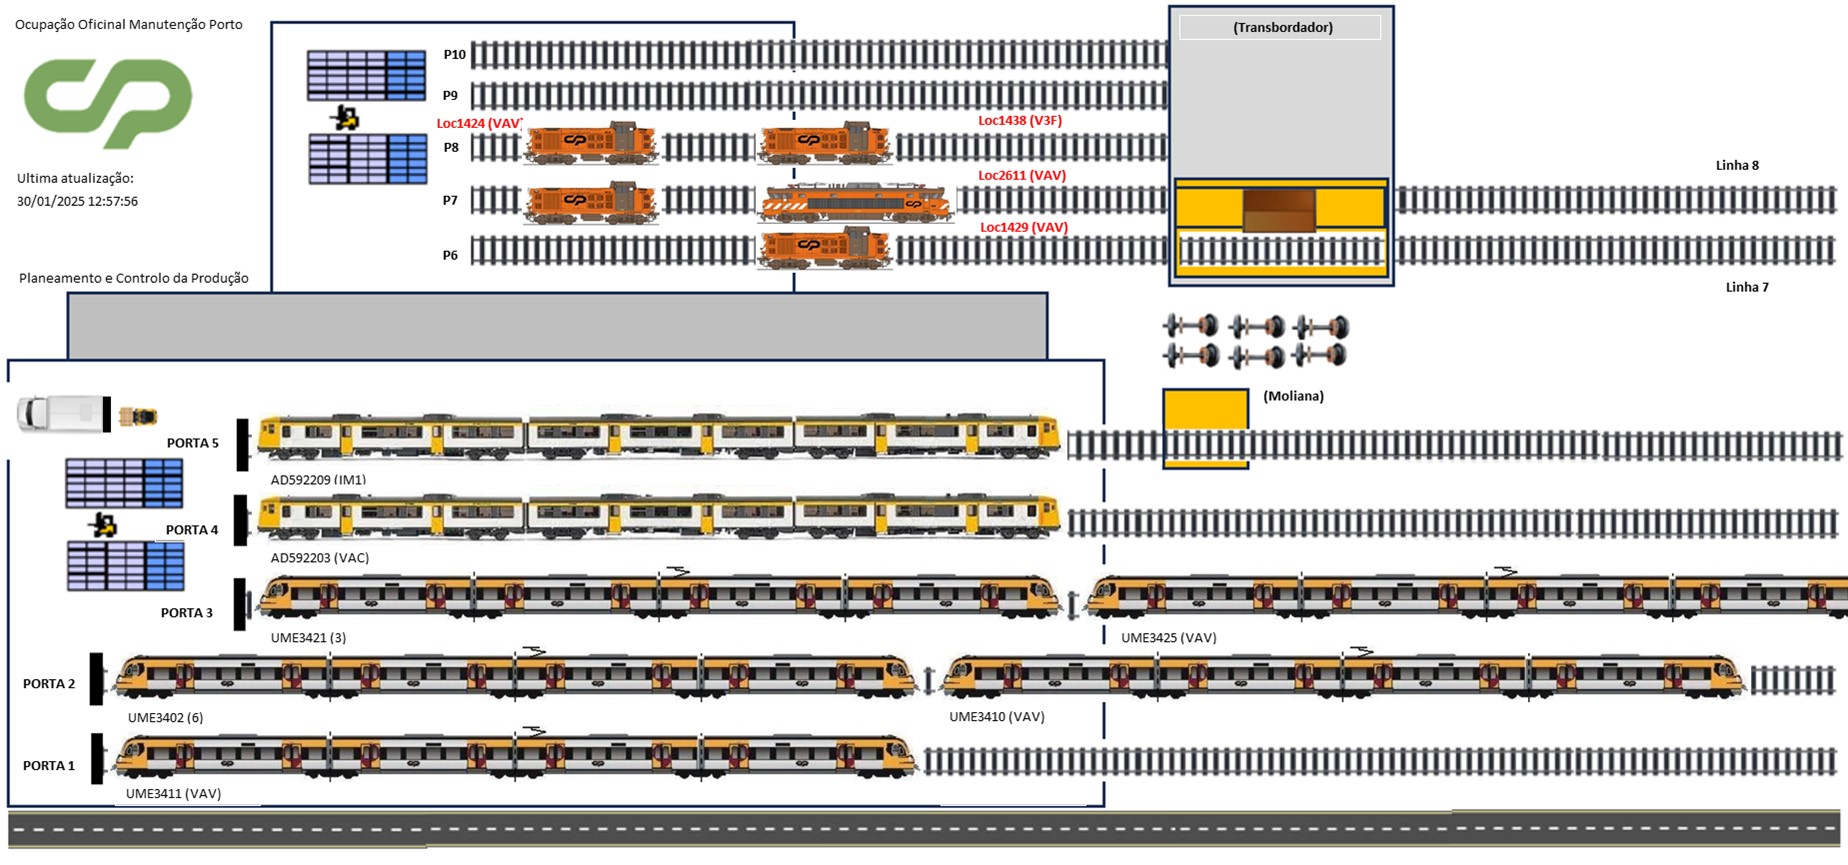 Ocupação Oficinal Manutenção Porto
(Transbordador)
P10
P9
Loc1424 (VAV)
Loc1438 (V3F)
P8
Linha 8
Ultima atualização:
Loc2611 (VAV)
30/01/2025 12:57:56
P7
Loc1429 (VAV)
P6
Planeamento e Controlo da Produção
Linha 7
(Moliana)
PORTA 5
AD592209 (IM1)
PORTA 4
AD592203 (VAC)
PORTA 3
UME3421 (3)
UME3425 (VAV)
PORTA 2
UME3402 (6)
UME3410 (VAV)
PORTA 1
UME3411 (VAV)